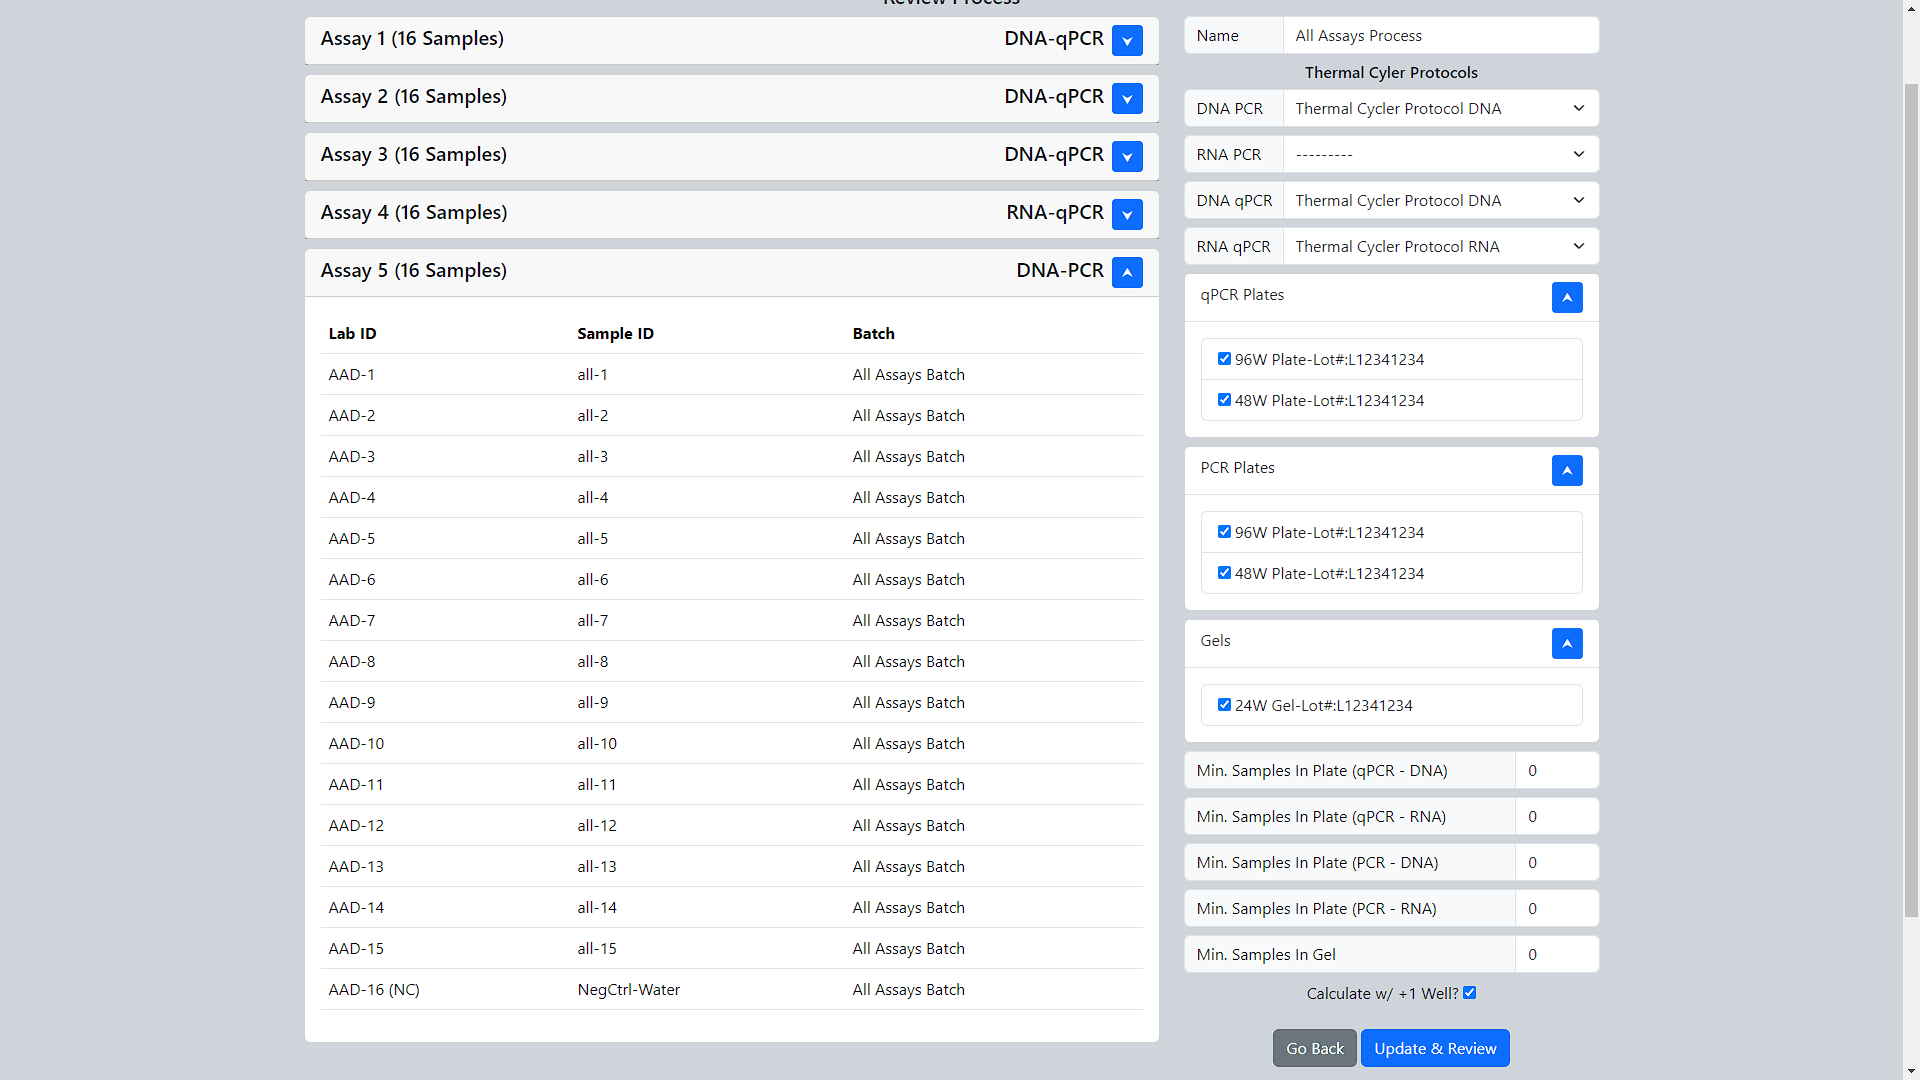 Review Process
Assay 1 (16 Samples) DNA-qPCR
Assay 2 (16 Samples) DNA-qPCR
Assay 3 (16 Samples) DNA-qPCR
Assay 4 (16 Samples) RNA-qPCR
Assay 5 (16 Samples) DNA-PCR
Lab ID Sample ID Batch
AAD-1 all-1 All Assays Batch
AAD-2 all-2 All Assays Batch
AAD-3 all-3 All Assays Batch
AAD-4 all-4 All Assays Batch
AAD-5 all-5 All Assays Batch
AAD-6 all-6 All Assays Batch
AAD-7 all-7 All Assays Batch
AAD-8 all-8 All Assays Batch
AAD-9 all-9 All Assays Batch
AAD-10 all-10 All Assays Batch
AAD-11 all-11 All Assays Batch
AAD-12 all-12 All Assays Batch
AAD-13 all-13 All Assays Batch
AAD-14 all-14 All Assays Batch
AAD-15 all-15 All Assays Batch
AAD-16 (NC) NegCtrl-Water All Assays Batch
Name All Assays Process
Thermal Cyler Protocols
DNA PCR Thermal Cycler Protocol DNA
RNA PCR ---------
DNA qPCR Thermal Cycler Protocol DNA
RNA qPCR Thermal Cycler Protocol RNA
qPCR Plates
96W Plate-Lot#:L12341234
48W Plate-Lot#:L12341234
PCR Plates
96W Plate-Lot#:L12341234
48W Plate-Lot#:L12341234
Gels
24W Gel-Lot#:L12341234
Min. Samples In Plate (qPCR - DNA) 0
Min. Samples In Plate (qPCR - RNA) 0
Min. Samples In Plate (PCR - DNA) 0
Min. Samples In Plate (PCR - RNA) 0
Min. Samples In Gel 0
Calculate w/ +1 Well?
Go Back Update & Review